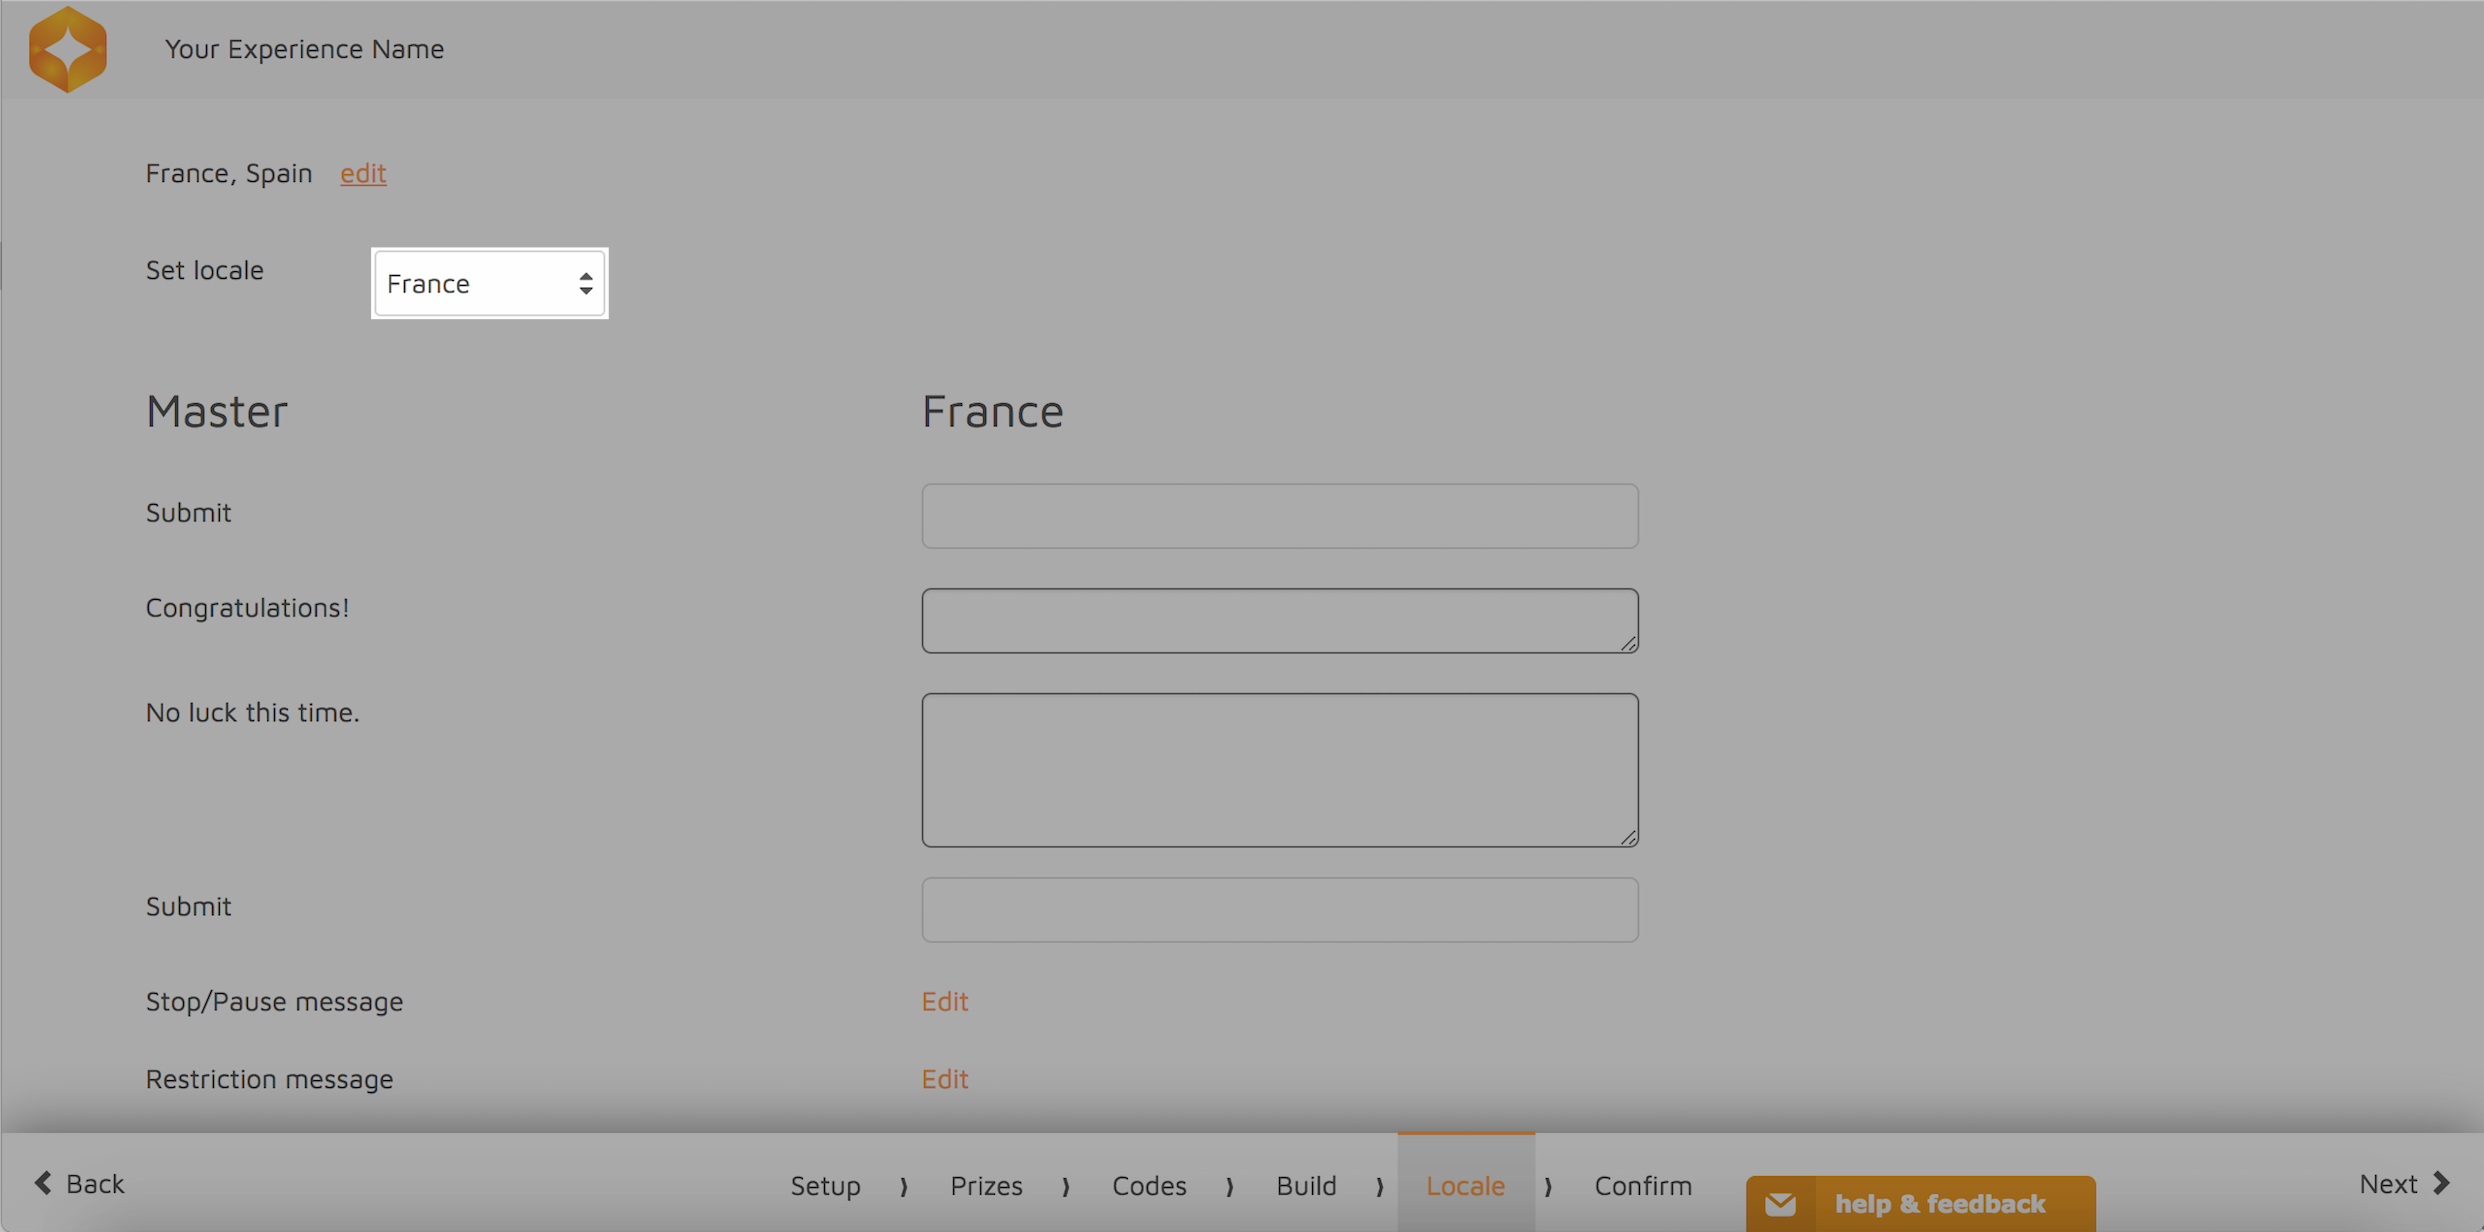 Your Experience Name
France, Spain edit
Set locale France
Master France
Submit
Congratulations!
No luck this time.
Submit
Stop/Pause message Edit
Restriction message Edit
Back Setup Prizes Codes Build Locale Confirm help & feedback Next